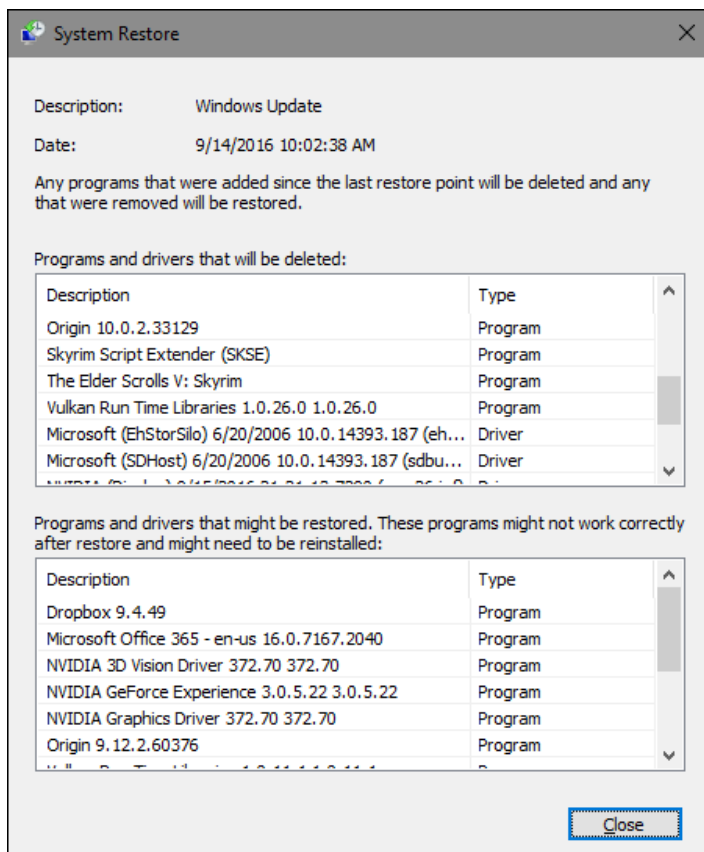 System Restore
Description: Windows Update
Date: 9/14/2016 10:02:38 AM
Any programs that were added since the last restore point will be deleted and any
that were removed will be restored.
Programs and drivers that will be deleted:
Description Type
Origin 10.0.2.33129 Program
Skyrim Script Extender (SKSE) Program
The Elder Scrolls V: Skyrim Program
Vulkan Run Time Libraries 1.0.26.0 1.0.26.0 Program
Microsoft (EhStorSilo) 6/20/2006 10.0.14393.187 (eh... Driver
Microsoft (SDHost) 6/20/2006 10.0.14393.187 (sdbu... Driver
Programs and drivers that might be restored. These programs might not work correctly
after restore and might need to be reinstalled:
Description Type
Dropbox 9.4.49 Program
Microsoft Office 365 - en-us 16.0.7167.2040 Program
NVIDIA 3D Vision Driver 372.70 372.70 Program
NVIDIA GeForce Experience 3.0.5.22 3.0.5.22 Program
NVIDIA Graphics Driver 372.70 372.70 Program
Origin 9.12.2.60376 Program
Close